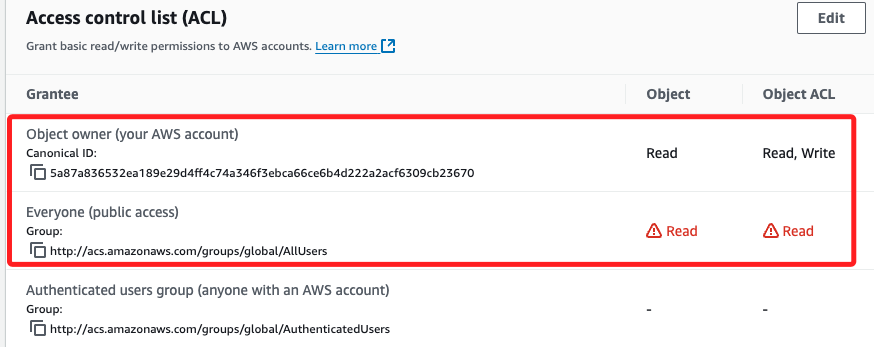 Access control list (ACL)
Edit
Grant basic read/write permissions to AWS accounts. Learn more
Grantee Object Object ACL
Object owner (your AWS account)
Canonical ID:
5a87a836532ea189e29d4ff4c74a346f3ebca66ce6b4d222a2acf6309cb23670
Read Read, Write
Everyone (public access)
Group:
http://acs.amazonaws.com/groups/global/AllUsers
Read Read
Authenticated users group (anyone with an AWS account)
Group:
http://acs.amazonaws.com/groups/global/AuthenticatedUsers
- -